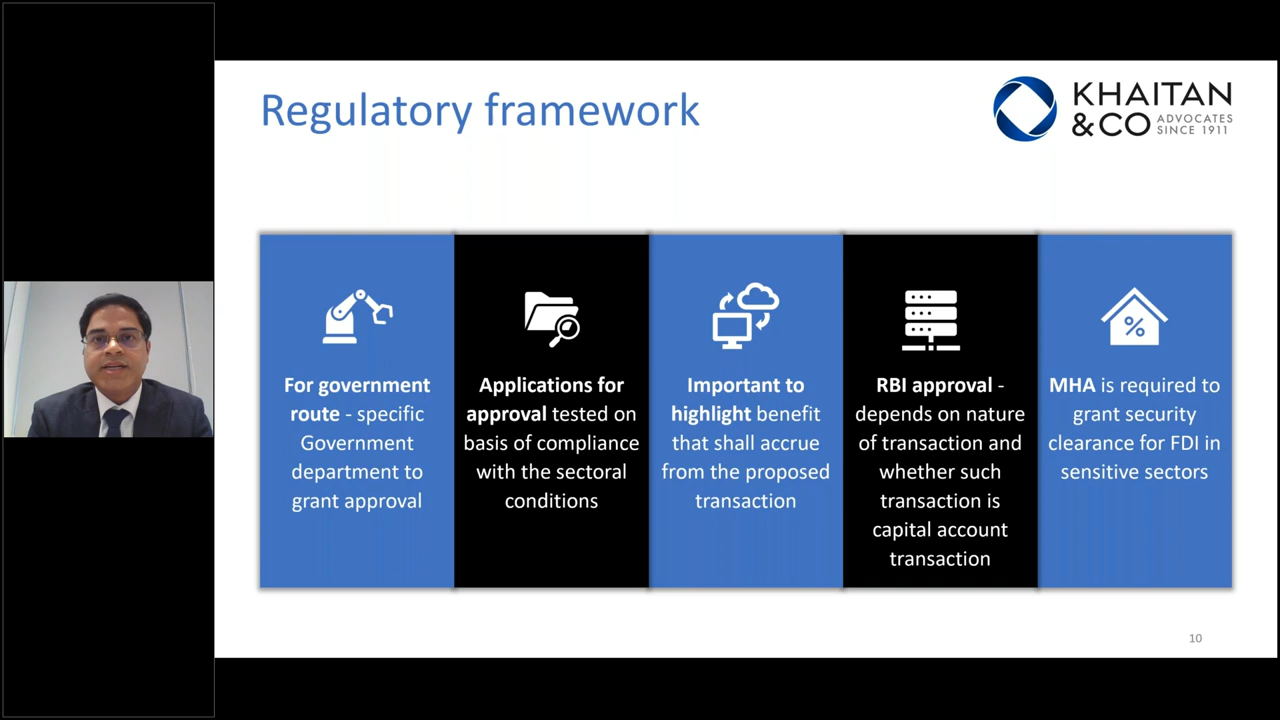 Regulatory framework
KHAITAN
&CO ADVOCATES
SINCE 1911
For government
route - specific
Government
department to
grant approval
Applications for
approval tested on
basis of compliance
with the sectoral
conditions
Important to
highlight benefit
that shall accrue
from the proposed
transaction
RBI approval -
depends on nature
of transaction and
whether such
transaction is
capital account
transaction
MHA is required to
grant security
clearance for FDI in
sensitive sectors
%
10